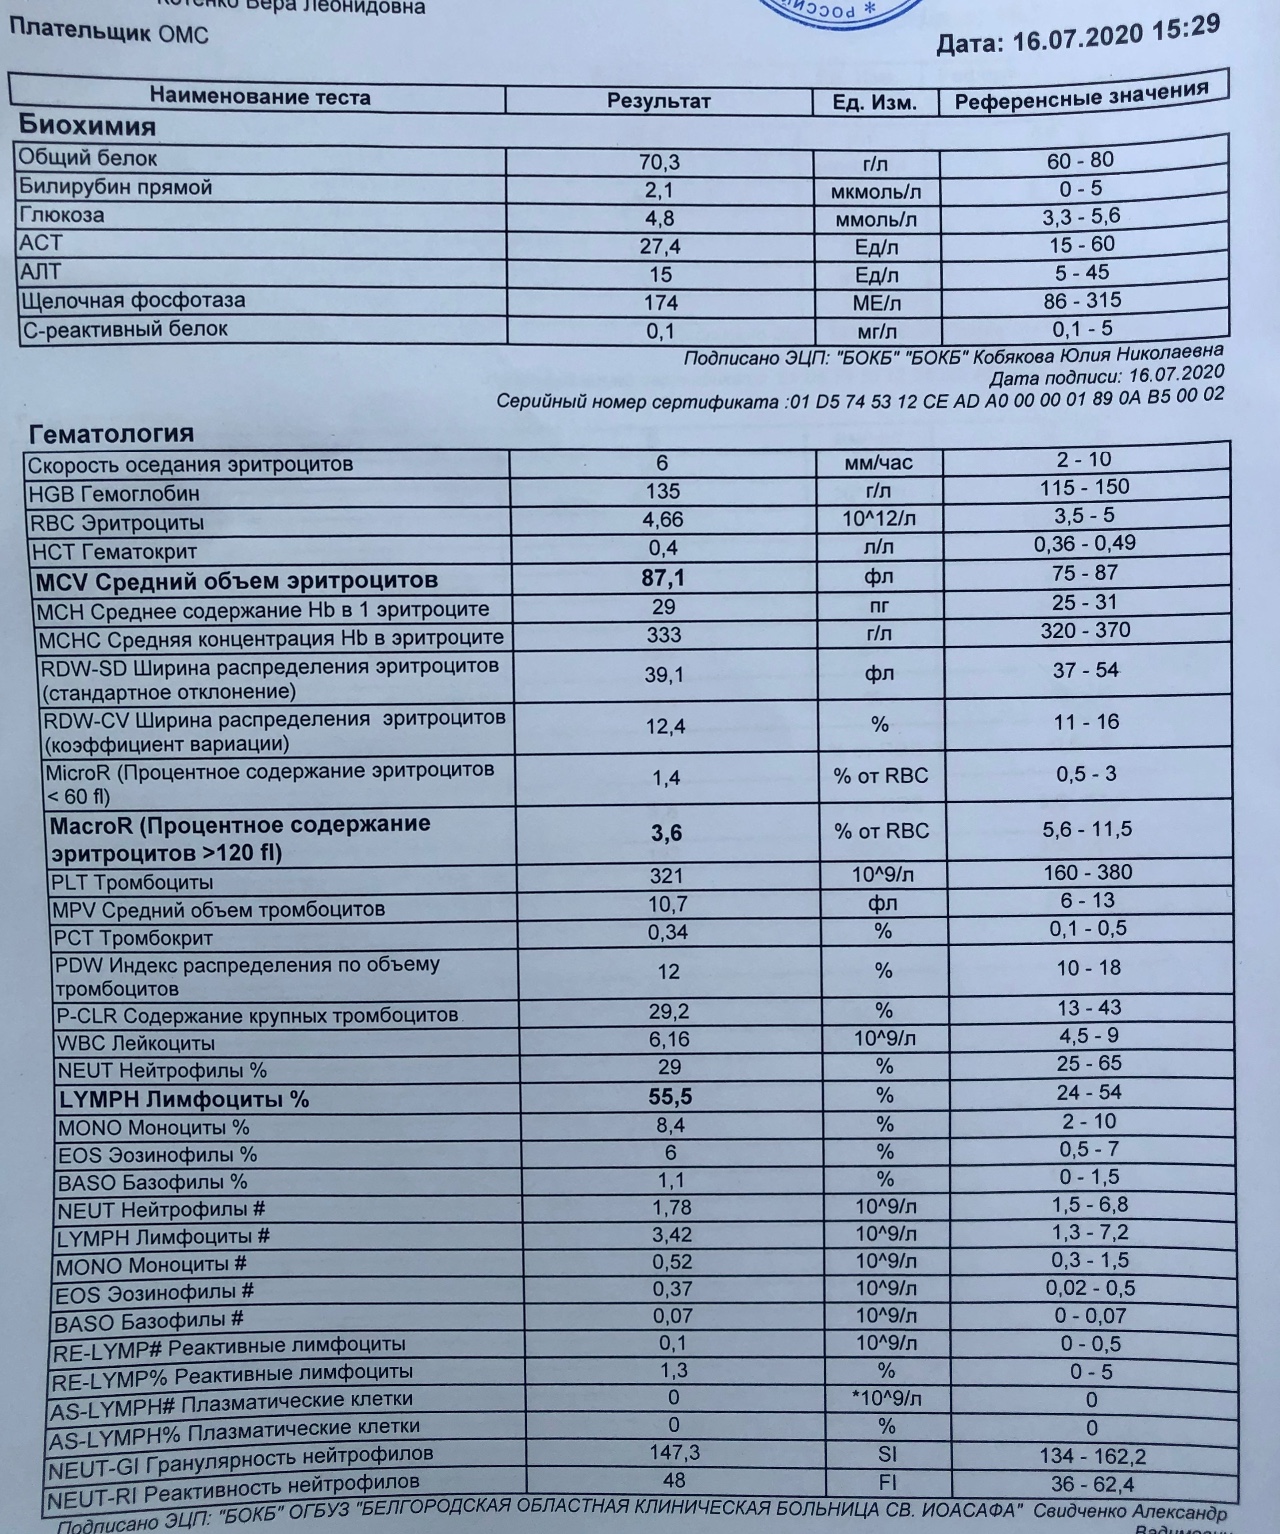 Вера Леонидовна
Плательщик ОМС
* РОССИЙ
Дата: 16.07.2020 15:29
Наименование теста Результат Ед. Изм. Референсные значения
Биохимия
Общий белок 70,3 г/л 60 - 80
Билирубин прямой 2,1 мкмоль/л 0 - 5
Глюкоза 4,8 ммоль/л 3,3 - 5,6
АСТ 27,4 Ед/л 15 - 60
АЛТ 15 Ед/л 5 - 45
Щелочная фосфотаза 174 МЕ/л 86 - 315
С-реактивный белок 0,1 мг/л 0,1 - 5
Подписано ЭЦП: "БОКБ" "БОКБ" Кобякова Юлия Николаевна
Дата подписи: 16.07.2020
Серийный номер сертификата :01 D5 74 53 12 CE AD A0 00 00 01 89 0A B5 00 02
Гематология
Скорость оседания эритроцитов 6 мм/час 2 - 10
HGB Гемоглобин 135 г/л 115 - 150
RBC Эритроциты 4,66 10^12/л 3,5 - 5
HCT Гематокрит 0,4 л/л 0,36 - 0,49
MCV Средний объем эритроцитов 87,1 фл 75 - 87
MCH Среднее содержание Hb в 1 эритроците 29 пг 25 - 31
MCHC Средняя концентрация Hb в эритроците 333 г/л 320 - 370
RDW-SD Ширина распределения эритроцитов
(стандартное отклонение) 39,1 фл 37 - 54
RDW-CV Ширина распределения эритроцитов
(коэффициент вариации) 12,4 % 11 - 16
MicroR (Процентное содержание эритроцитов
< 60 fl) 1,4 % от RBC 0,5 - 3
MacroR (Процентное содержание
эритроцитов >120 fl) 3,6 % от RBC 5,6 - 11,5
PLT Тромбоциты 321 10^9/л 160 - 380
MPV Средний объем тромбоцитов 10,7 фл 6 - 13
PCT Тромбокрит 0,34 % 0,1 - 0,5
PDW Индекс распределения по объему
тромбоцитов 12 % 10 - 18
P-CLR Содержание крупных тромбоцитов 29,2 % 13 - 43
WBC Лейкоциты 6,16 10^9/л 4,5 - 9
NEUT Нейтрофилы % 29 % 25 - 65
LYMPH Лимфоциты % 55,5 % 24 - 54
MONO Моноциты % 8,4 % 2 - 10
EOS Эозинофилы % 6 % 0,5 - 7
BASO Базофилы % 1,1 % 0 - 1,5
NEUT Нейтрофилы # 1,78 10^9/л 1,5 - 6,8
LYMPH Лимфоциты # 3,42 10^9/л 1,3 - 7,2
MONO Моноциты # 0,52 10^9/л 0,3 - 1,5
EOS Эозинофилы # 0,37 10^9/л 0,02 - 0,5
BASO Базофилы # 0,07 10^9/л 0 - 0,07
RE-LYMP# Реактивные лимфоциты 0,1 10^9/л 0 - 0,5
RE-LYMP% Реактивные лимфоциты 1,3 % 0 - 5
AS-LYMPH# Плазматические клетки 0 *10^9/л 0
AS-LYMPH% Плазматические клетки 0 % 0
NEUT-GI Гранулярность нейтрофилов 147,3 SI 134 - 162,2
NEUT-RI Реактивность нейтрофилов 48 FI 36 - 62,4
Подписано ЭЦП: "БОКБ" ОГБУЗ "БЕЛГОРОДСКАЯ ОБЛАСТНАЯ КЛИНИЧЕСКАЯ БОЛЬНИЦА СВ. ИОАСАФА" Свидченко Александр